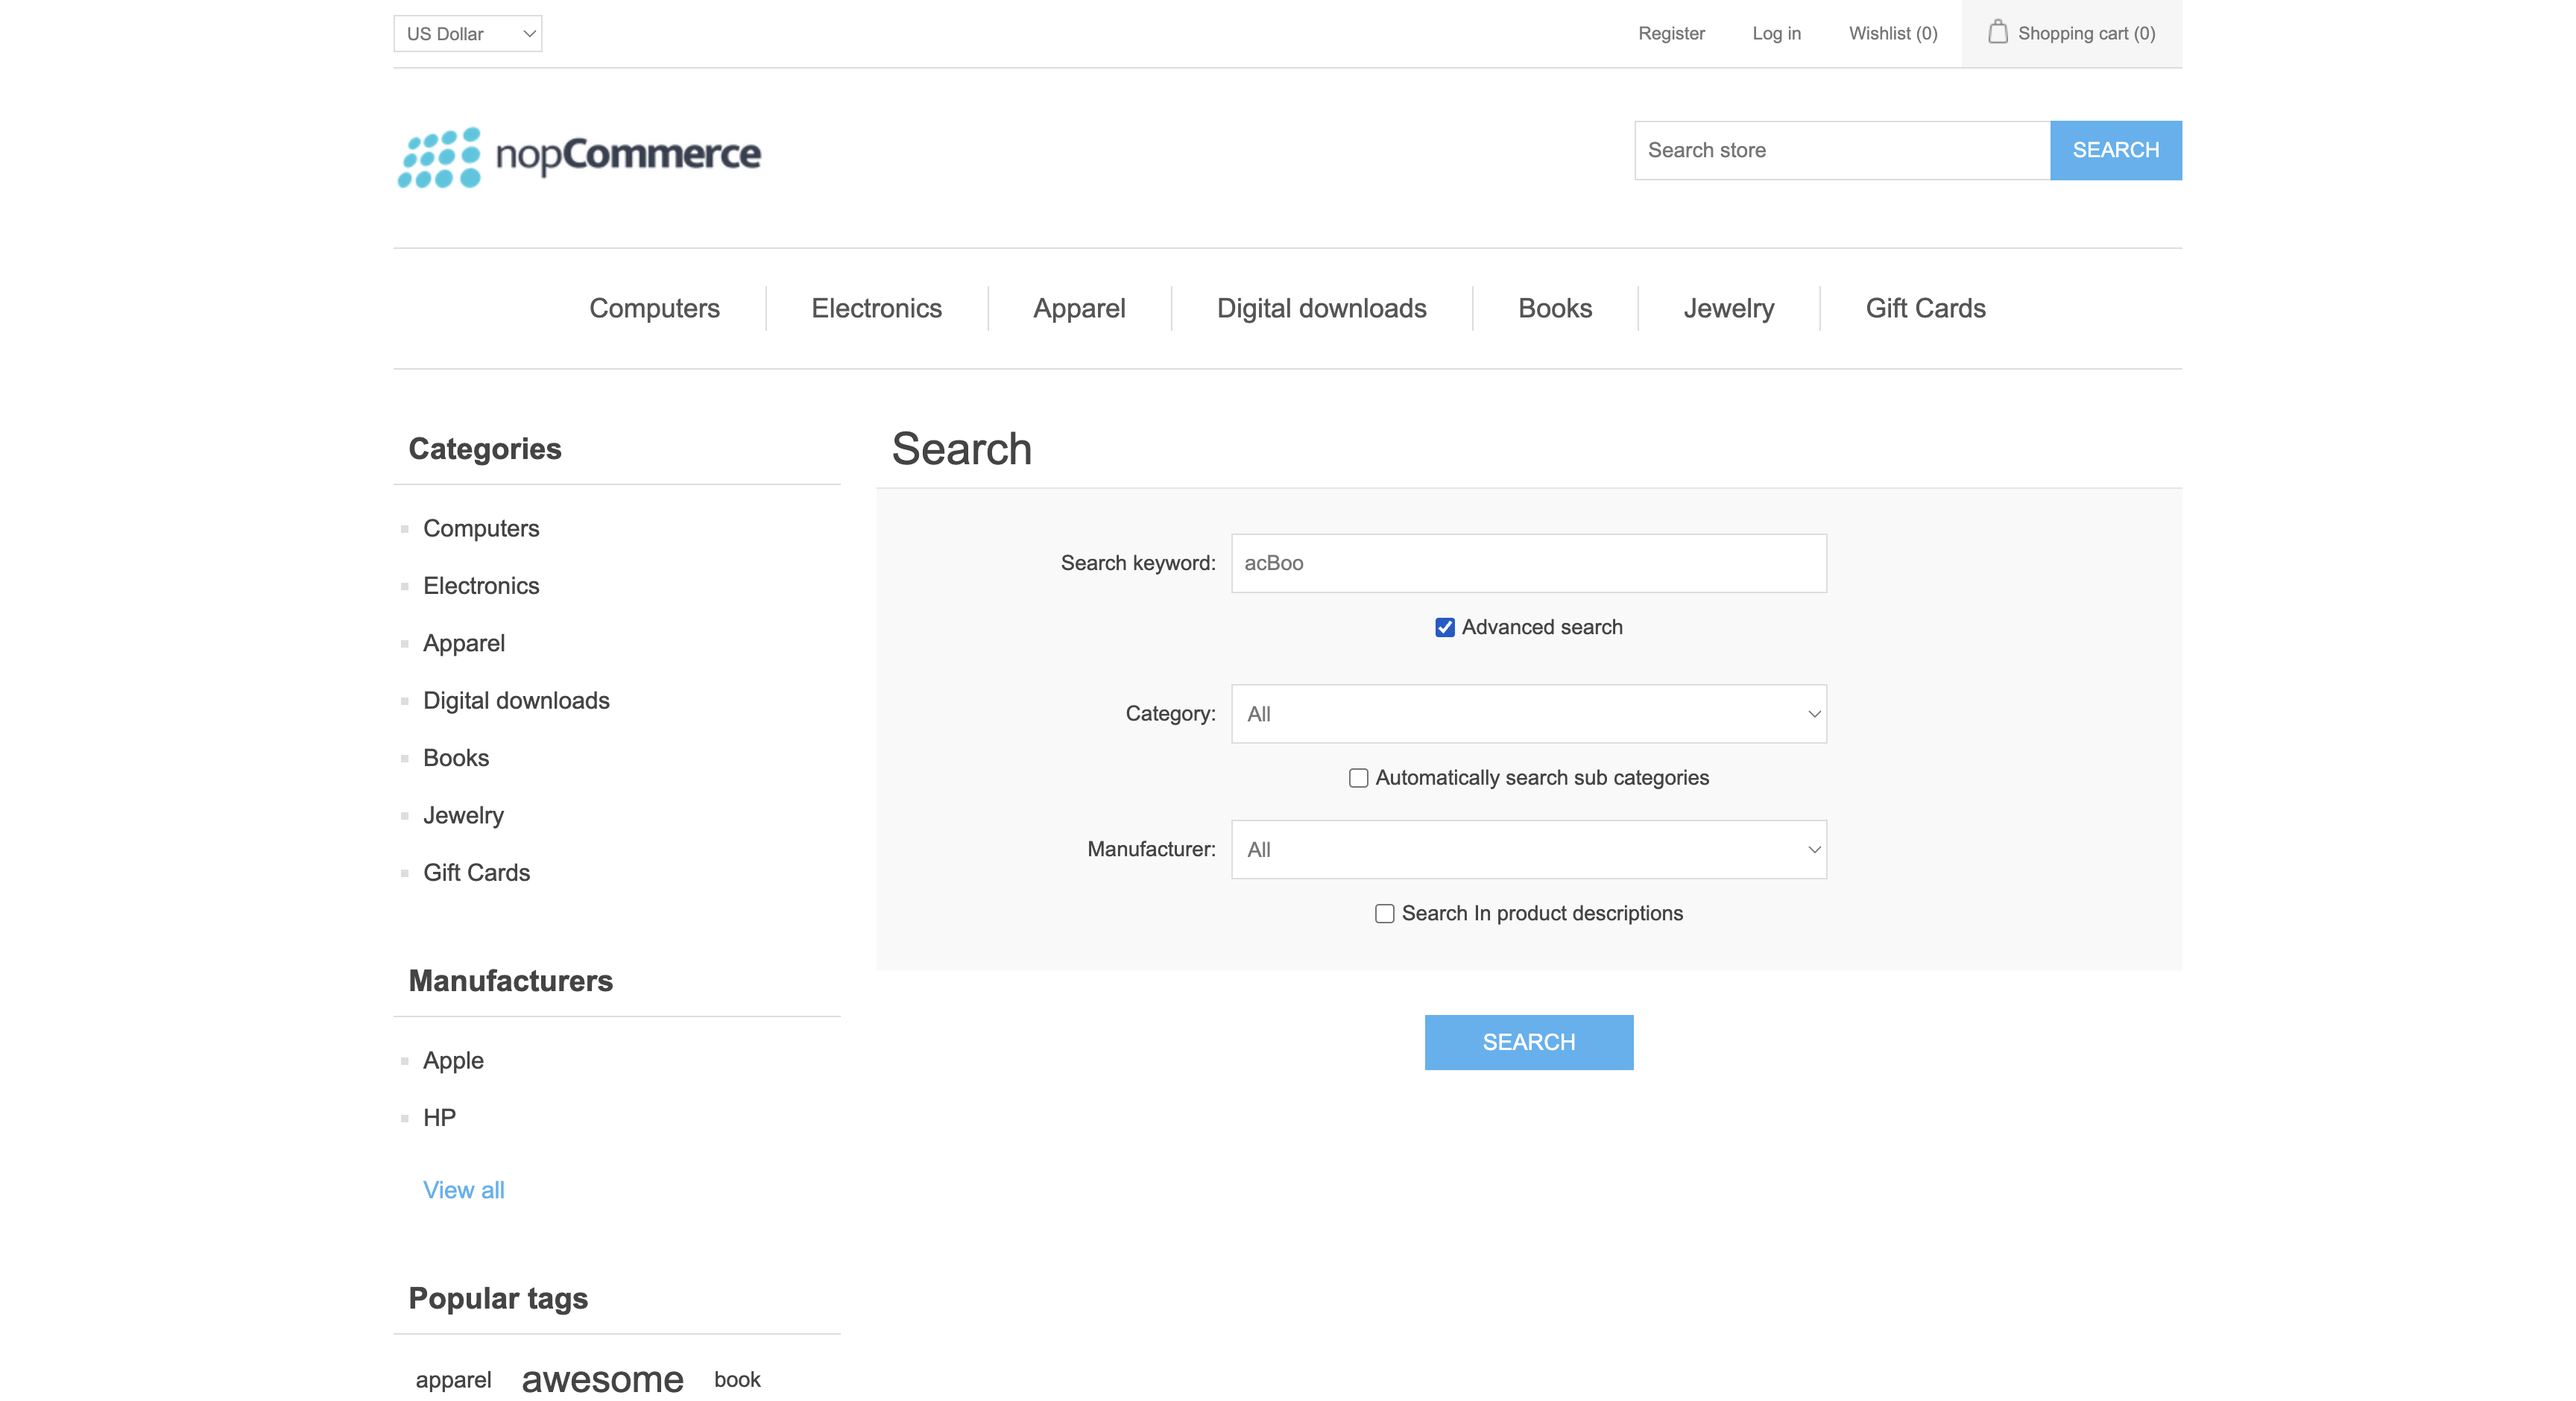 US Dollar
Register Log in Wishlist (0) Shopping cart (0)
nopCommerce
Search store SEARCH
Computers Electronics Apparel Digital downloads Books Jewelry Gift Cards
Categories
Computers
Electronics
Apparel
Digital downloads
Books
Jewelry
Gift Cards
Manufacturers
Apple
HP
View all
Popular tags
apparel awesome book
Search
Search keyword: acBoo
Advanced search
Category: All
Automatically search sub categories
Manufacturer: All
Search In product descriptions
SEARCH